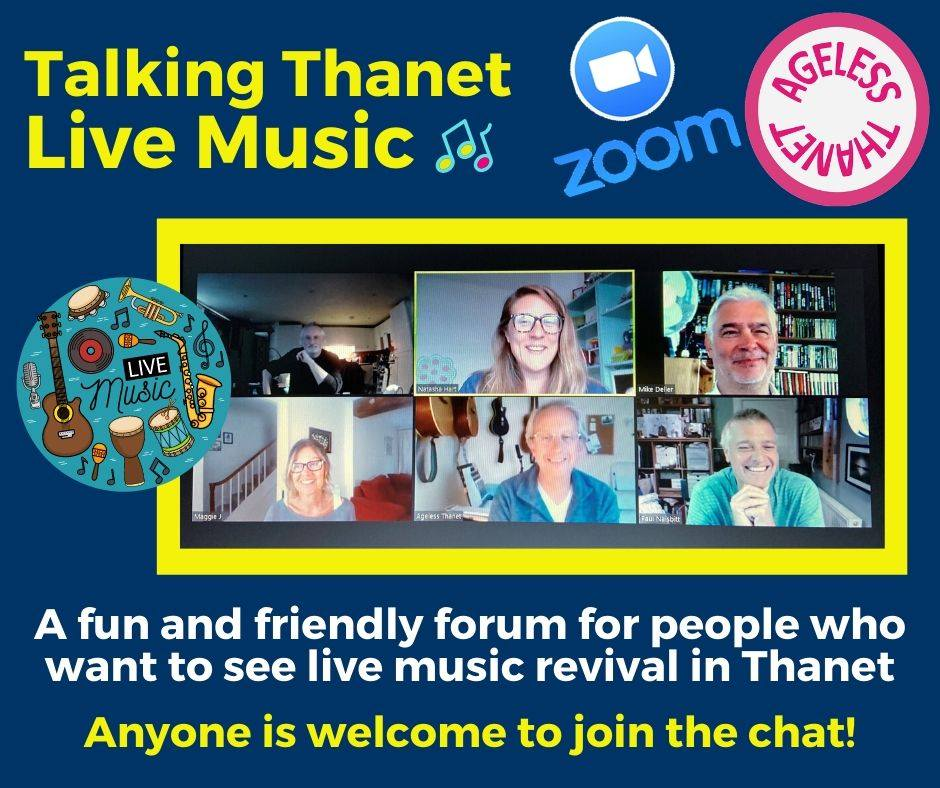 Talking Thanet
Live Music
zoom
AGELESS THANET
LIVE
Music
Natasha Hart
Mike Deller
Maggie J
Ageless Thanet
Paul Naisbitt
A fun and friendly forum for people who
want to see live music revival in Thanet
Anyone is welcome to join the chat!